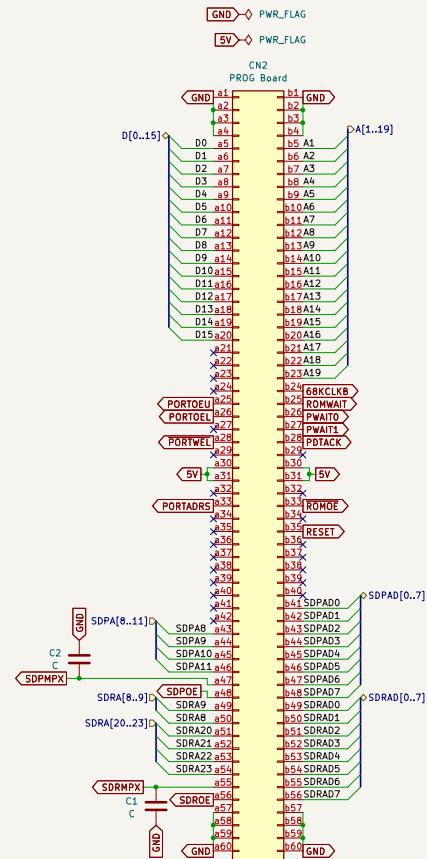 GND PWR_FLAG
5V PWR_FLAG
CN2
PROG Board
GND a1 b1 GND
a2 b2
a3 b3
a4 b4 A[1..19]
D[0..15]
D0 a5 b5 A1
D1 a6 b6 A2
D2 a7 b7 A3
D3 a8 b8 A4
D4 a9 b9 A5
D5 a10 b10 A6
D6 a11 b11 A7
D7 a12 b12 A8
D8 a13 b13 A9
D9 a14 b14 A10
D10 a15 b15 A11
D11 a16 b16 A12
D12 a17 b17 A13
D13 a18 b18 A14
D14 a19 b19 A15
D15 a20 b20 A16
a21 b21 A17
a22 b22 A18
a23 b23 A19
a24 b24 68KCLKB
PORTOEU a25 b25 ROMWAIT
PORTOEL a26 b26 PWAIT0
a27 b27 PWAIT1
PORTWEL a28 b28 PDTACK
a29 b29
a30 b30
5V a31 b31 5V
a32 b32
PORTADRS a33 b33 ROMOE
a34 b34
a35 b35 RESET
a36 b36
a37 b37
a38 b38
a39 b39
a40 b40 SDPAD[0..7]
a41 b41 SDPAD0
GND SDPA[8..11] a42 b42 SDPAD1
SDPA8 a43 b43 SDPAD2
SDPA9 a44 b44 SDPAD3
C2
C
SDPA10 a45 b45 SDPAD4
SDPA11 a46 b46 SDPAD5
SDPMPX a47 b47 SDPAD6
SDPOE a48 b48 SDPAD7
SDRA[8..9] SDRAD[0..7]
SDRA9 a49 b49 SDRAD0
SDRA8 a50 b50 SDRAD1
SDRA[20..23]
SDRA20 a51 b51 SDRAD2
SDRA21 a52 b52 SDRAD3
SDRA22 a53 b53 SDRAD4
SDRA23 a54 b54 SDRAD5
SDRMPX a55 b55 SDRAD6
C1
C
SDROE a56 b56 SDRAD7
a57 b57
a58 b58
a59 b59
GND GND a60 b60 GND